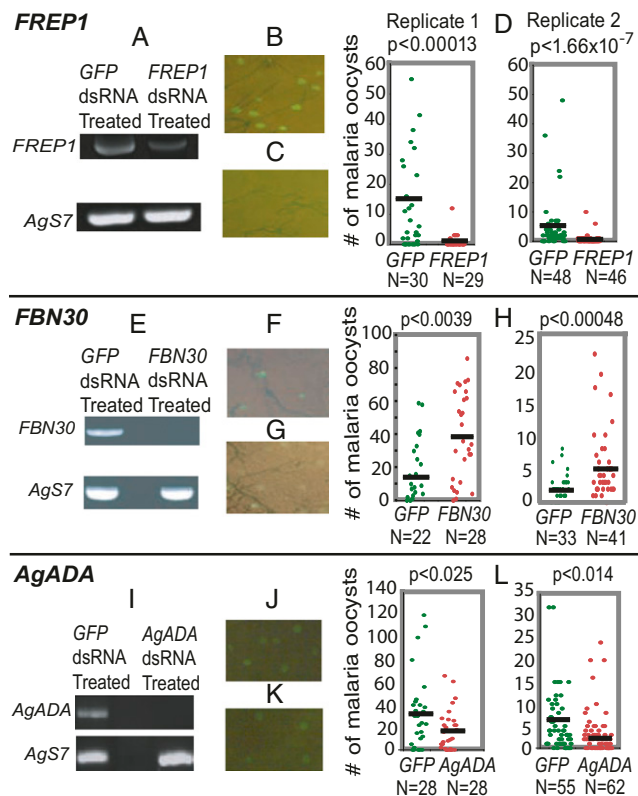 FREP1
A
GFP FREP1
dsRNA dsRNA
Treated Treated
FREP1
AgS7
B
C
Replicate 1
p<0.00013
# of malaria oocysts
60
50
40
30
20
10
0
GFP FREP1
N=30 N=29
D
Replicate 2
p<1.66x10⁻⁷
60
50
40
30
20
10
0
GFP FREP1
N=48 N=46
FBN30
E
GFP FBN30
dsRNA dsRNA
Treated Treated
FBN30
AgS7
F
G
p<0.0039
# of malaria oocysts
100
80
60
40
20
0
GFP FBN30
N=22 N=28
H
p<0.00048
25
20
15
10
5
0
GFP FBN30
N=33 N=41
AgADA
I
GFP AgADA
dsRNA dsRNA
Treated Treated
AgADA
AgS7
J
K
p<0.025
# of malaria oocysts
140
120
100
80
60
40
20
0
GFP AgADA
N=28 N=28
L
p<0.014
35
30
25
20
15
10
5
0
GFP AgADA
N=55 N=62